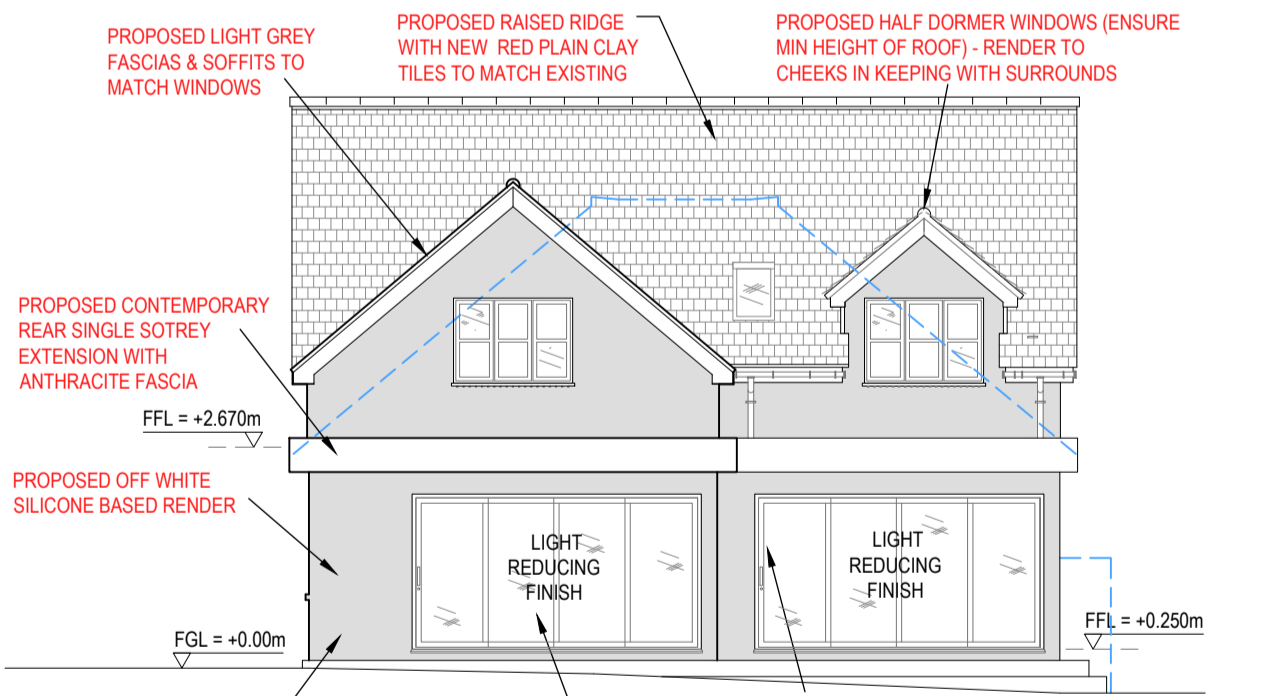 PROPOSED LIGHT GREY
FASCIAS & SOFFITS TO
MATCH WINDOWS
PROPOSED RAISED RIDGE
WITH NEW RED PLAIN CLAY
TILES TO MATCH EXISTING
PROPOSED HALF DORMER WINDOWS (ENSURE
MIN HEIGHT OF ROOF) - RENDER TO
CHEEKS IN KEEPING WITH SURROUNDS
PROPOSED CONTEMPORARY
REAR SINGLE SOTREY
EXTENSION WITH
ANTHRACITE FASCIA
FFL = +2.670m
PROPOSED OFF WHITE
SILICONE BASED RENDER
LIGHT
REDUCING
FINISH
LIGHT
REDUCING
FINISH
FGL = +0.00m
FFL = +0.250m